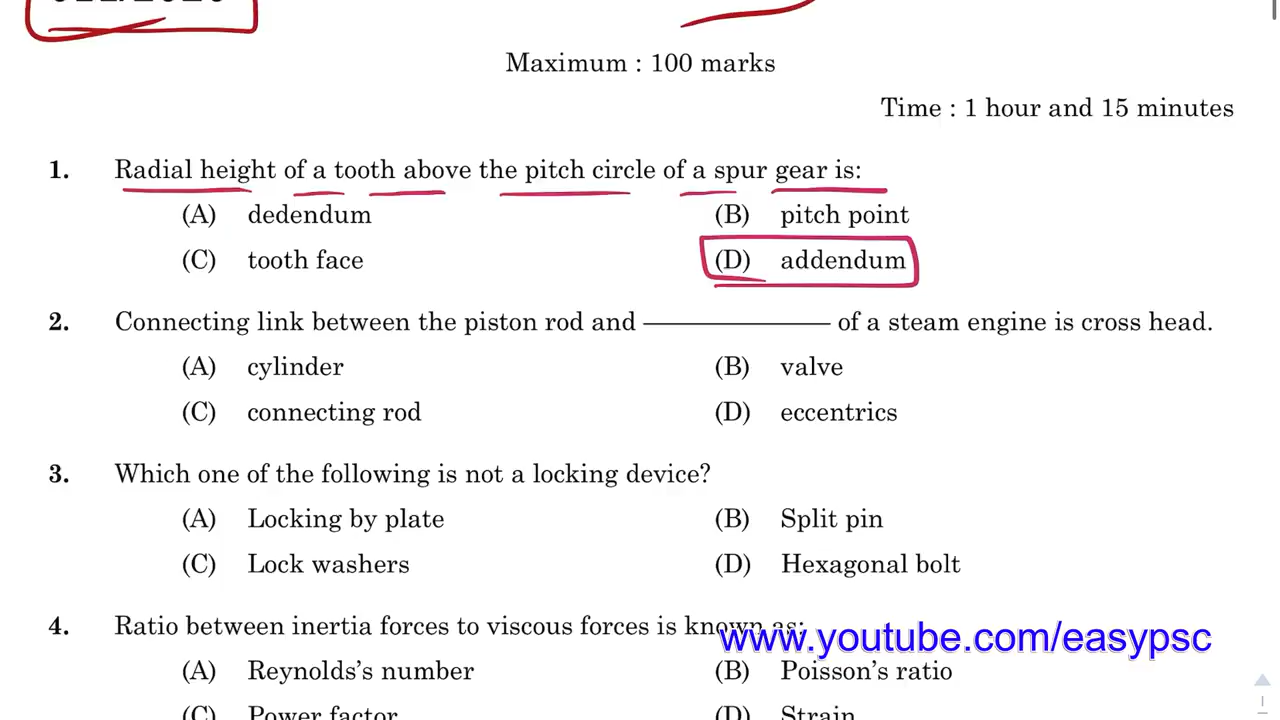 Maximum : 100 marks
Time : 1 hour and 15 minutes
1. Radial height of a tooth above the pitch circle of a spur gear is:
(A) dedendum (B) pitch point
(C) tooth face (D) addendum
2. Connecting link between the piston rod and ——— of a steam engine is cross head.
(A) cylinder (B) valve
(C) connecting rod (D) eccentrics
3. Which one of the following is not a locking device?
(A) Locking by plate (B) Split pin
(C) Lock washers (D) Hexagonal bolt
4. Ratio between inertia forces to viscous forces is known as:
www.youtube.com/easypsc
(A) Reynolds's number (B) Poisson's ratio
(C) Power factor (D) Strain